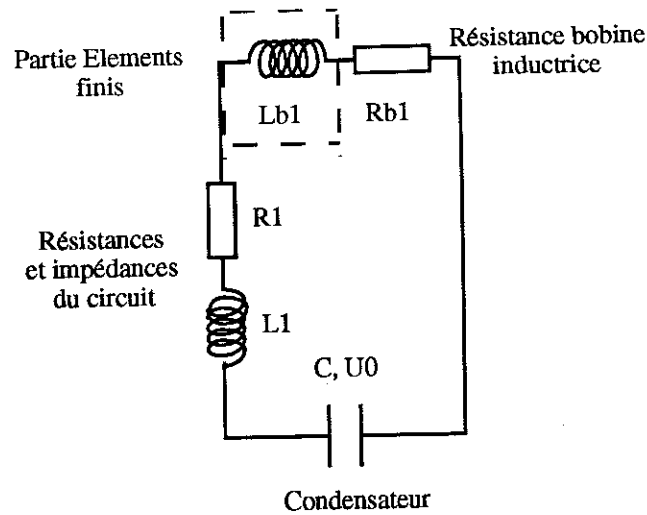 Partie Elements
finis
Résistance bobine
inductrice
Lb1
Rb1
R1
Résistances
et impédances
du circuit
L1
C, U0
Condensateur